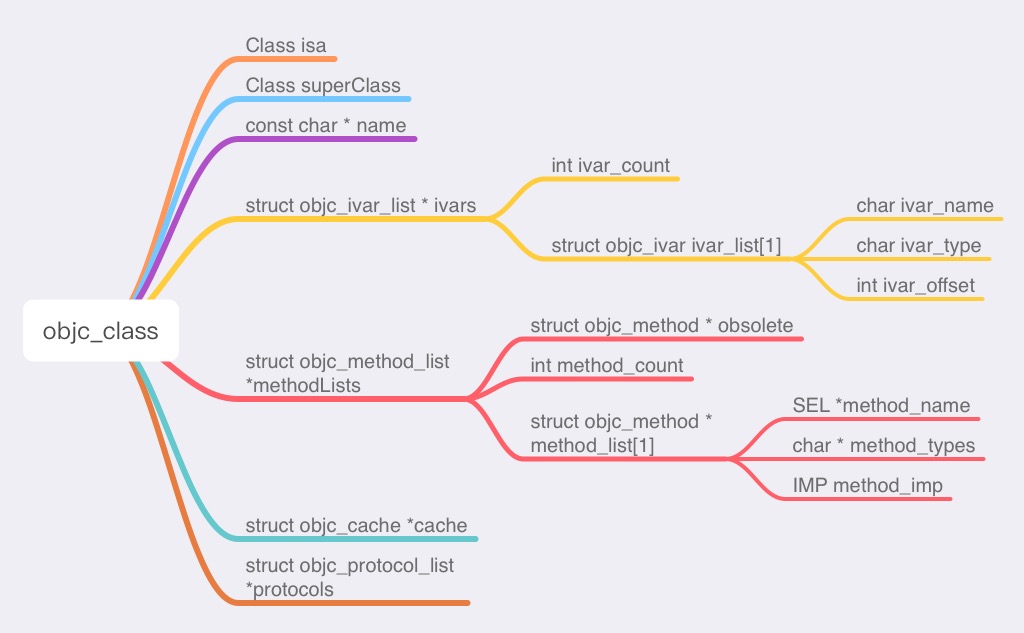 Class isa
Class superClass
const char * name
int ivar_count
struct objc_ivar_list * ivars
char ivar_name
struct objc_ivar ivar_list[1]
char ivar_type
int ivar_offset
objc_class
struct objc_method * obsolete
struct objc_method_list
*methodLists
int method_count
struct objc_method *
method_list[1]
SEL *method_name
char * method_types
IMP method_imp
struct objc_cache *cache
struct objc_protocol_list
*protocols